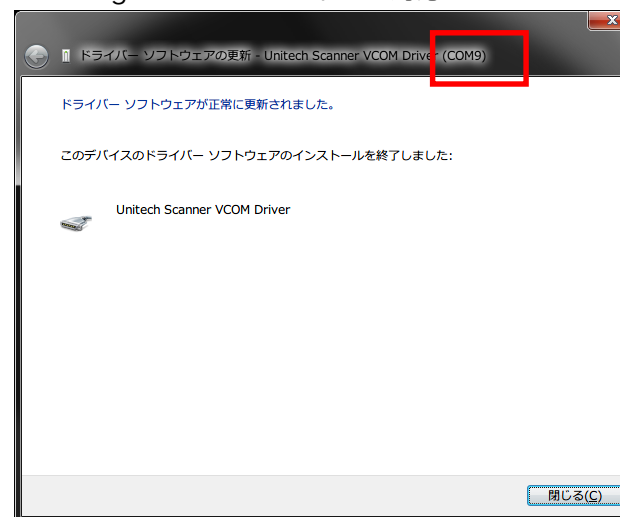 ドライバー ソフトウェアの更新 - Unitech Scanner VCOM Driver (COM9)
ドライバー ソフトウェアが正常に更新されました。
このデバイスのドライバー ソフトウェアのインストールを終了しました:
Unitech Scanner VCOM Driver
閉じる(C)